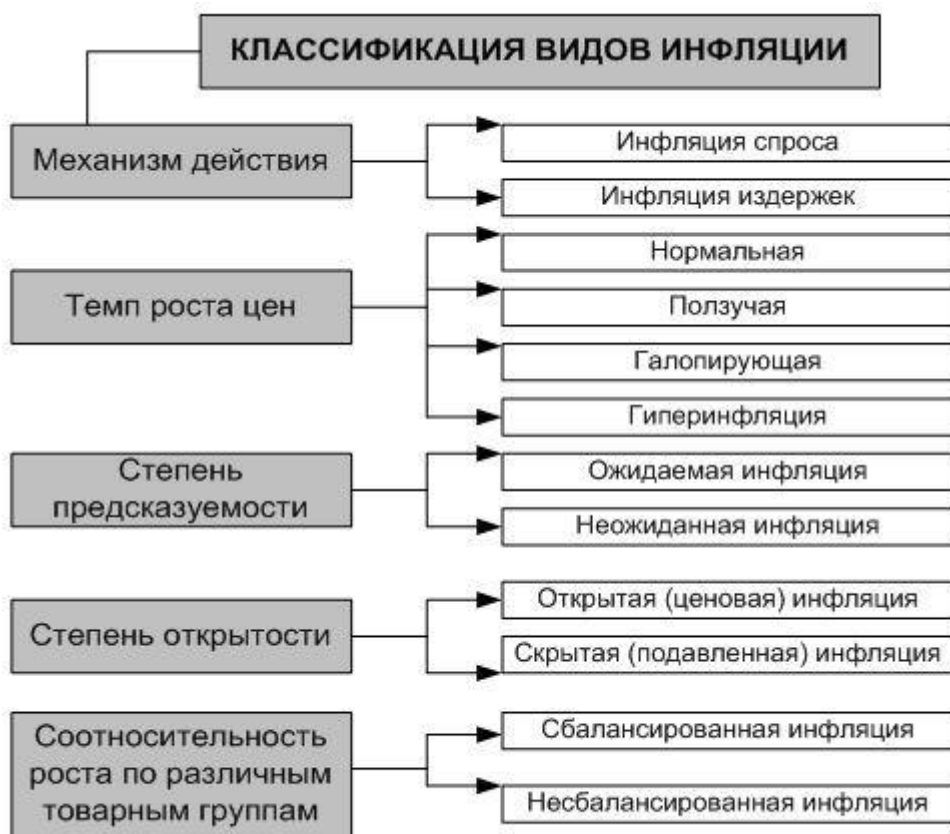 КЛАССИФИКАЦИЯ ВИДОВ ИНФЛЯЦИИ
Механизм действия
Инфляция спроса
Инфляция издержек
Темп роста цен
Нормальная
Ползучая
Галопирующая
Гиперинфляция
Степень
предсказуемости
Ожидаемая инфляция
Неожиданная инфляция
Степень открытости
Открытая (ценовая) инфляция
Скрытая (подавленная) инфляция
Соотносительность
роста по различным
товарным группам
Сбалансированная инфляция
Несбалансированная инфляция